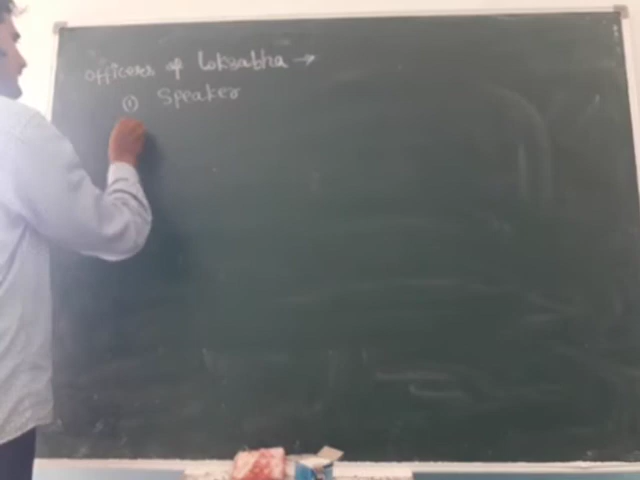 Officers of Loksabha →
① Speaker